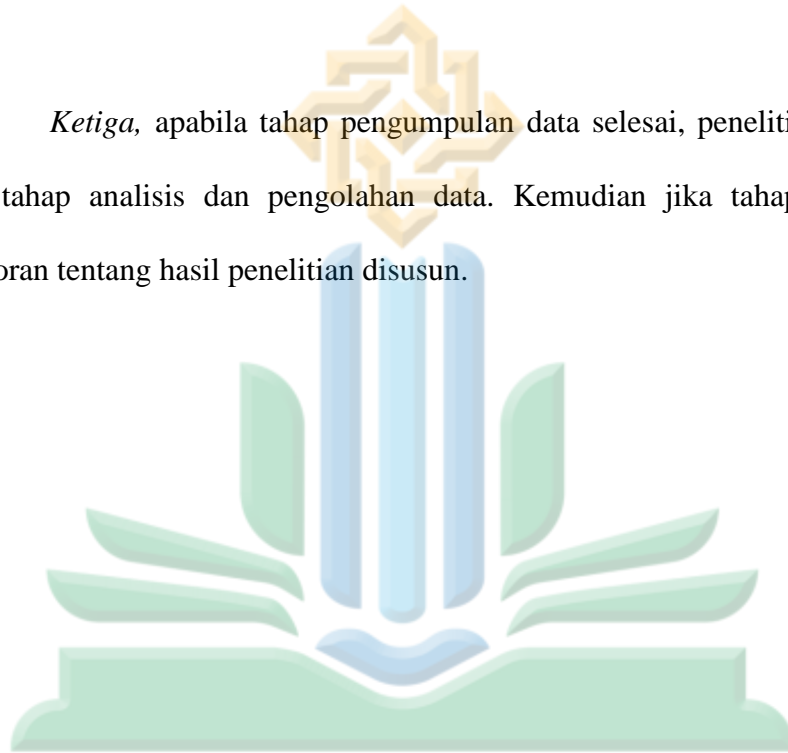 Ketiga, apabila tahap pengumpulan data selesai, peneliti
tahap analisis dan pengolahan data. Kemudian jika tahap
oran tentang hasil penelitian disusun.